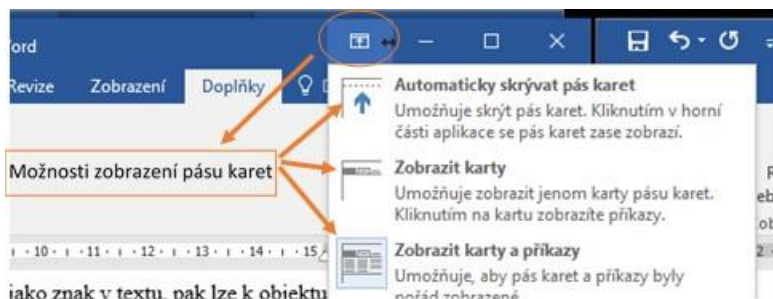 ord
Revize Zobrazení Doplňky
Automaticky skrývat pás karet
Umožňuje skrýt pás karet. Kliknutím v horní
části aplikace se pás karet zase zobrazí.
Možnosti zobrazení pásu karet
Zobrazit karty
Umožňuje zobrazit jenom karty pásu karet.
Kliknutím na kartu zobrazíte příkazy.
· 10 · · 11 · · 12 · · 13 · · 14 · · 15
Zobrazit karty a příkazy
Umožňuje, aby pás karet a příkazy byly
pořád zobrazené.
jako znak v textu, pak lze k objektu